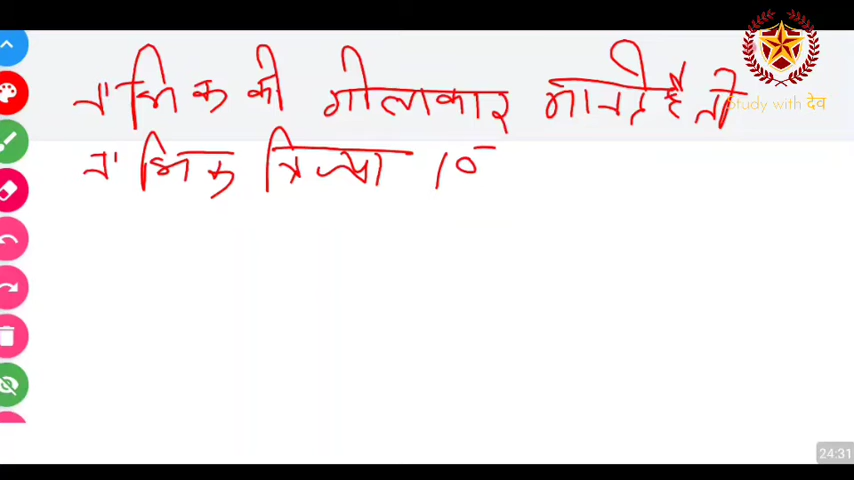 Study with देव
नाभिक को गोलाकार मानते है तो
नाभिक त्रिज्या 10
24:31